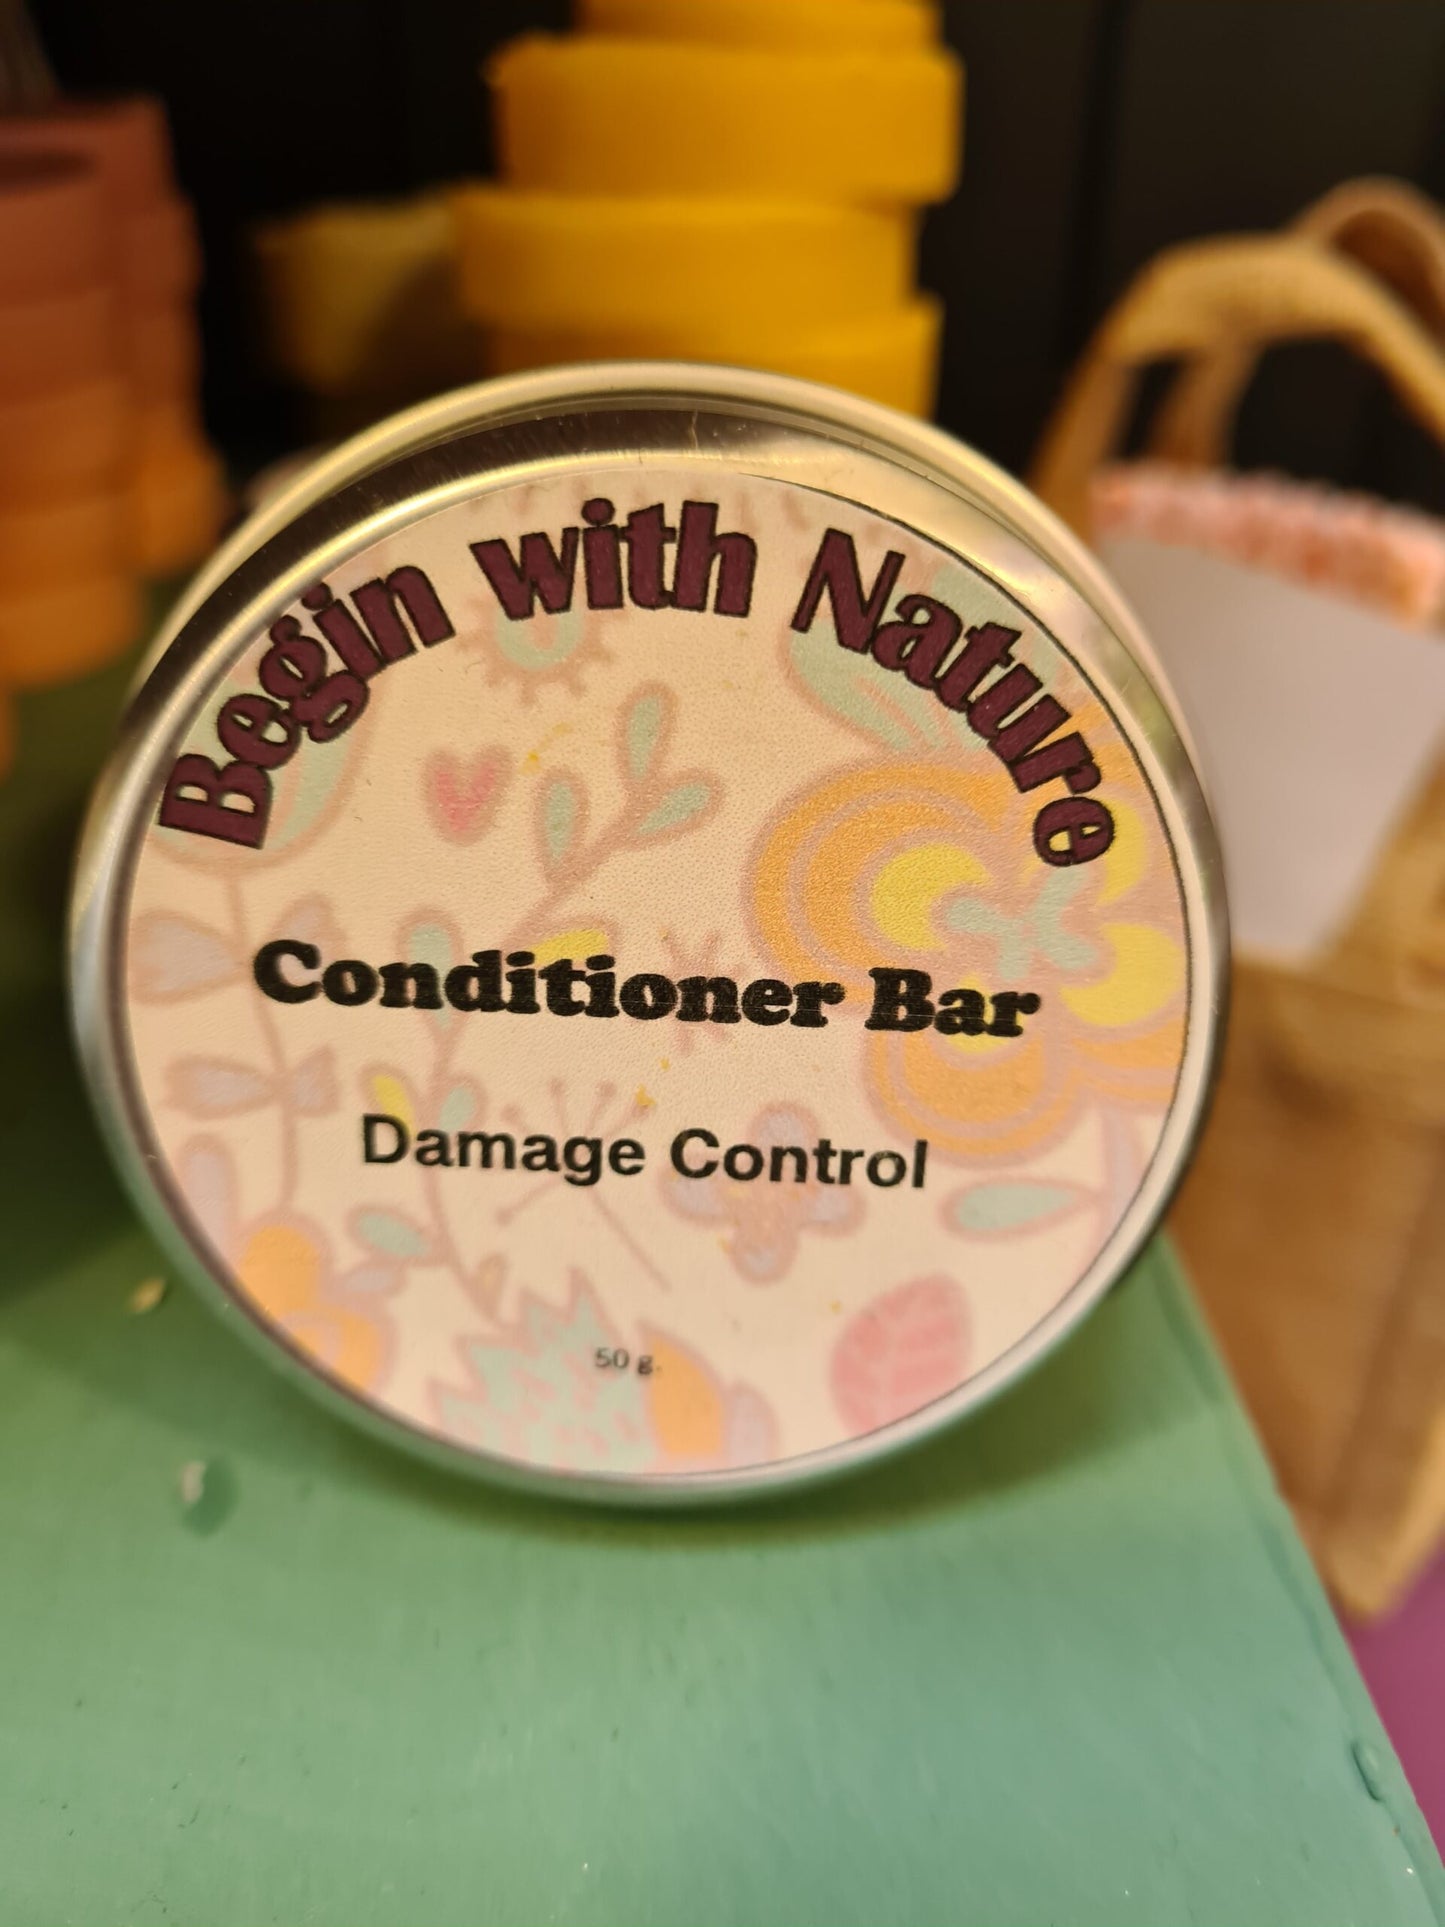 Begin with Nature
Conditioner Bar
Damage Control
50 g.